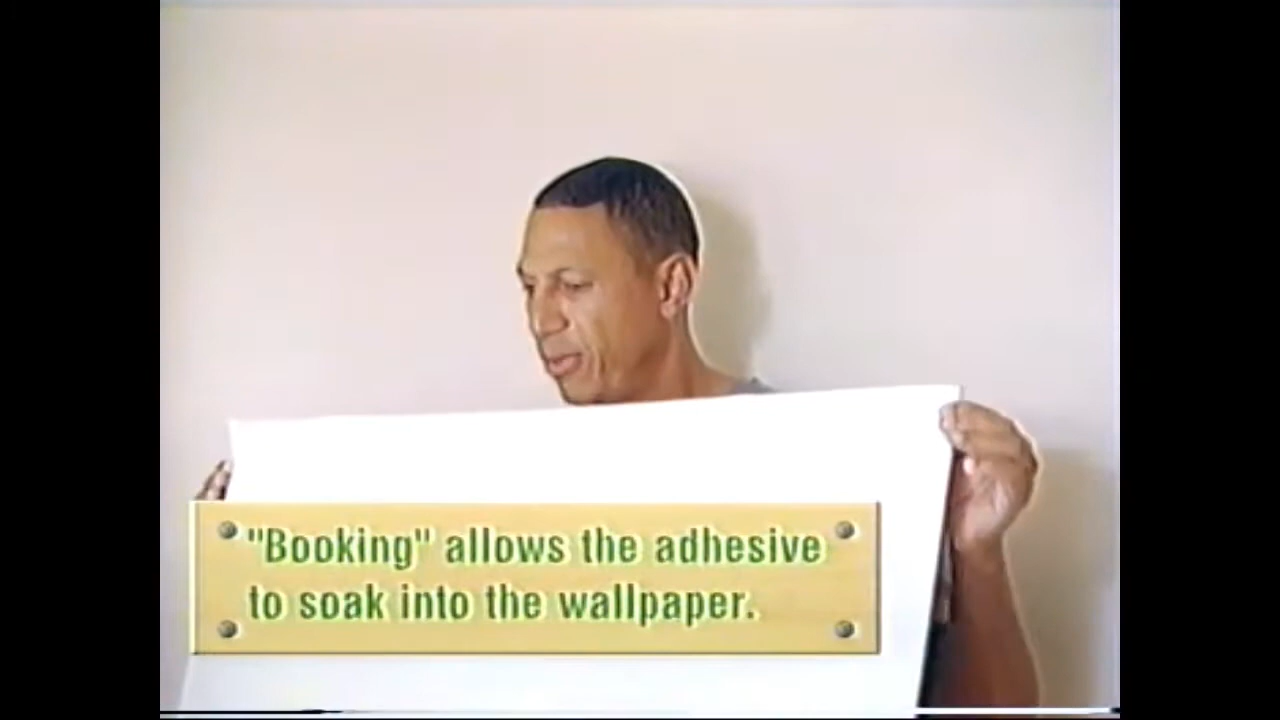 "Booking" allows the adhesive
to soak into the wallpaper.